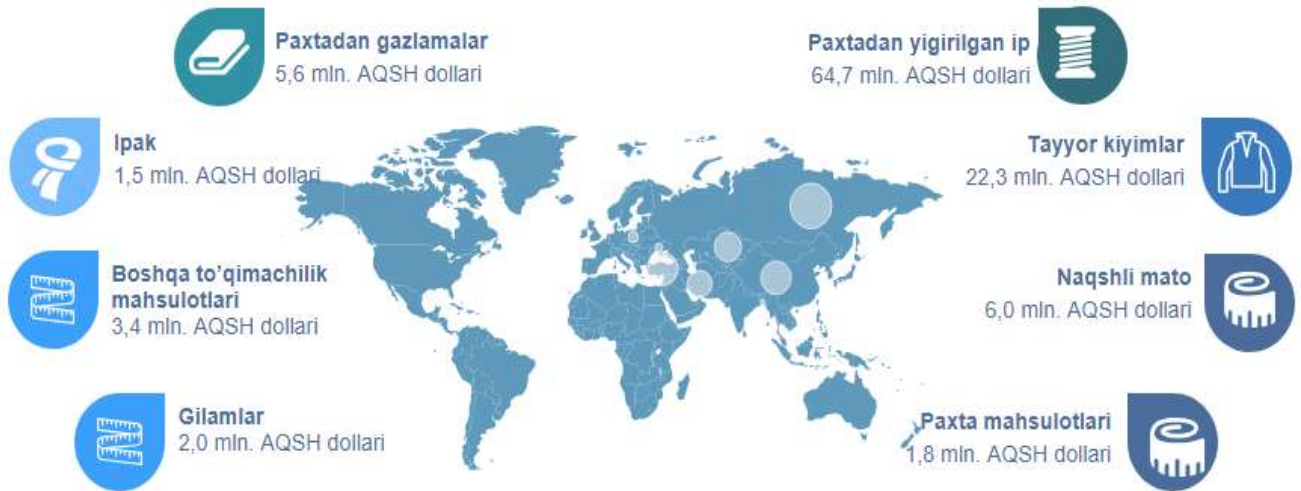 Paxtadan gazlamalar
5,6 mln. AQSH dollari
Paxtadan yigirilgan ip
64,7 mln. AQSH dollari
Ipak
1,5 mln. AQSH dollari
Tayyor kiyimlar
22,3 mln. AQSH dollari
Boshqa to'qimachilik
mahsulotlari
3,4 mln. AQSH dollari
Naqshli mato
6,0 mln. AQSH dollari
Gilamlar
2,0 mln. AQSH dollari
Paxta mahsulotlari
1,8 mln. AQSH dollari